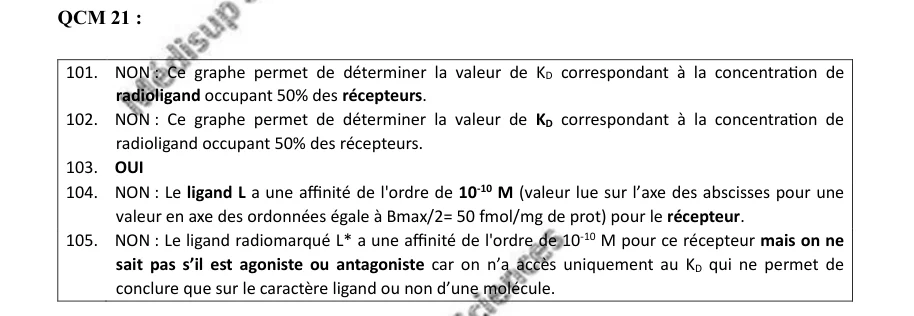 QCM 21 :
Médisup
101. NON : Ce graphe permet de déterminer la valeur de KD correspondant à la concentration de
radioligand occupant 50% des récepteurs.
102. NON : Ce graphe permet de déterminer la valeur de KD correspondant à la concentration de
radioligand occupant 50% des récepteurs.
103. OUI
104. NON : Le ligand L a une affinité de l'ordre de 10⁻¹⁰ M (valeur lue sur l’axe des abscisses pour une
valeur en axe des ordonnées égale à Bmax/2= 50 fmol/mg de prot) pour le récepteur.
105. NON : Le ligand radiomarqué L* a une affinité de l'ordre de 10⁻¹⁰ M pour ce récepteur mais on ne
sait pas s’il est agoniste ou antagoniste car on n’a accès uniquement au KD qui ne permet de
conclure que sur le caractère ligand ou non d’une molécule.
Sciences